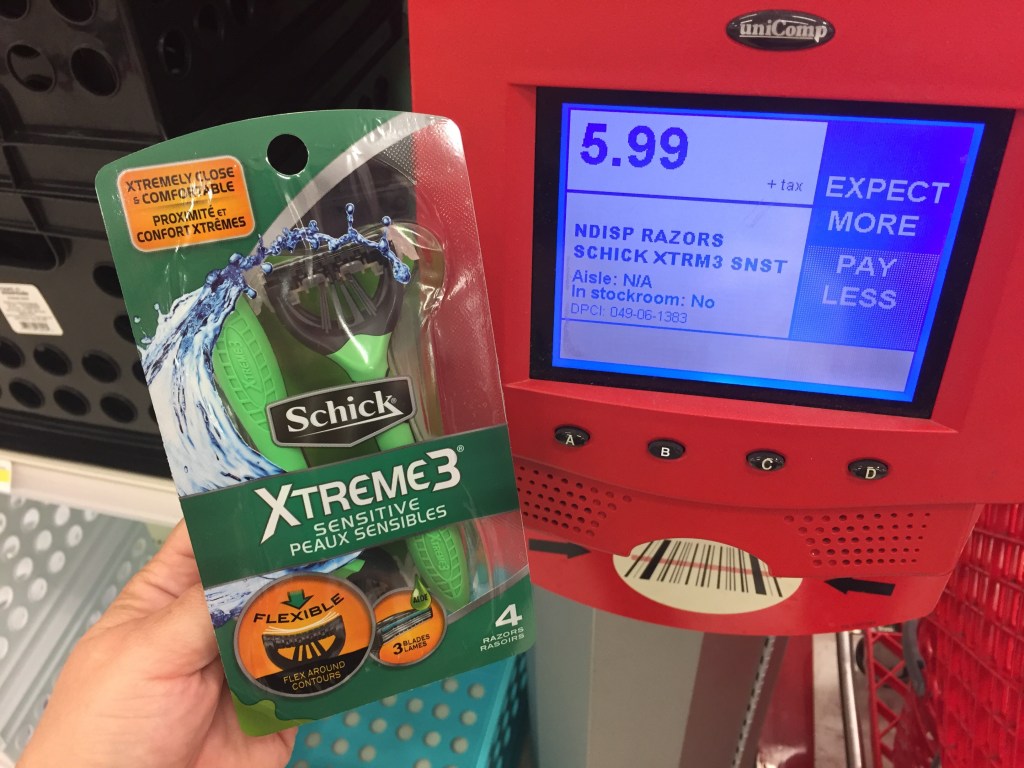 XTREMELY CLOSE
& COMFORTABLE
PROXIMITÉ ET
CONFORT XTRÊMES
Schick
XTREME3®
SENSITIVE
PEAUX SENSIBLES
FLEXIBLE
FLEX AROUND
CONTOURS
ALOE
3 BLADES
LAMES
4
RAZORS
RASOIRS
uniComp
5.99
+ tax
NDISP RAZORS
SCHICK XTRM3 SNST
Aisle: N/A
In stockroom: No
DPCI: 049-06-1383
EXPECT
MORE
PAY
LESS
A
B
C
D